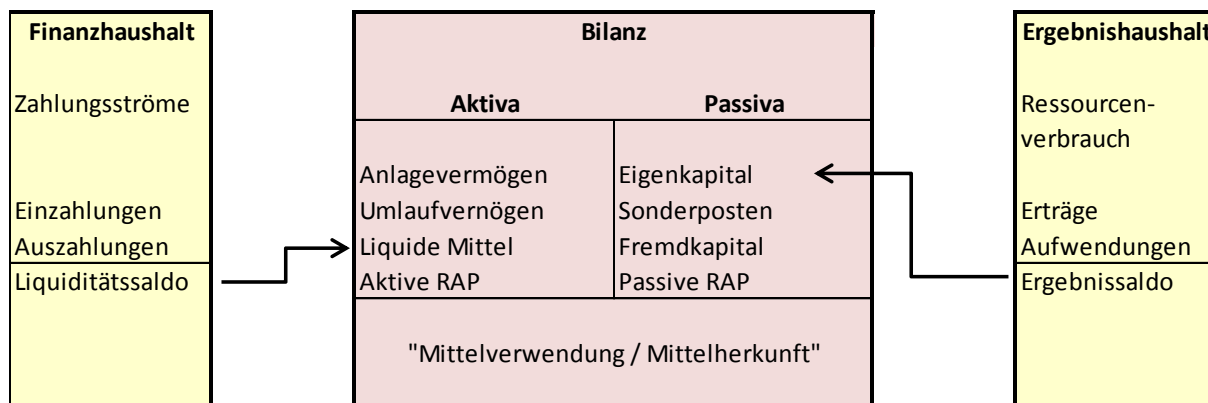 Finanzhaushalt
Zahlungsströme
Einzahlungen
Auszahlungen
Liquiditätssaldo
Bilanz
Aktiva
Passiva
Anlagevermögen
Umlaufvernögen
Liquide Mittel
Aktive RAP
Eigenkapital
Sonderposten
Fremdkapital
Passive RAP
"Mittelverwendung / Mittelherkunft"
Ergebnishaushalt
Ressourcen-
verbrauch
Erträge
Aufwendungen
Ergebnissaldo